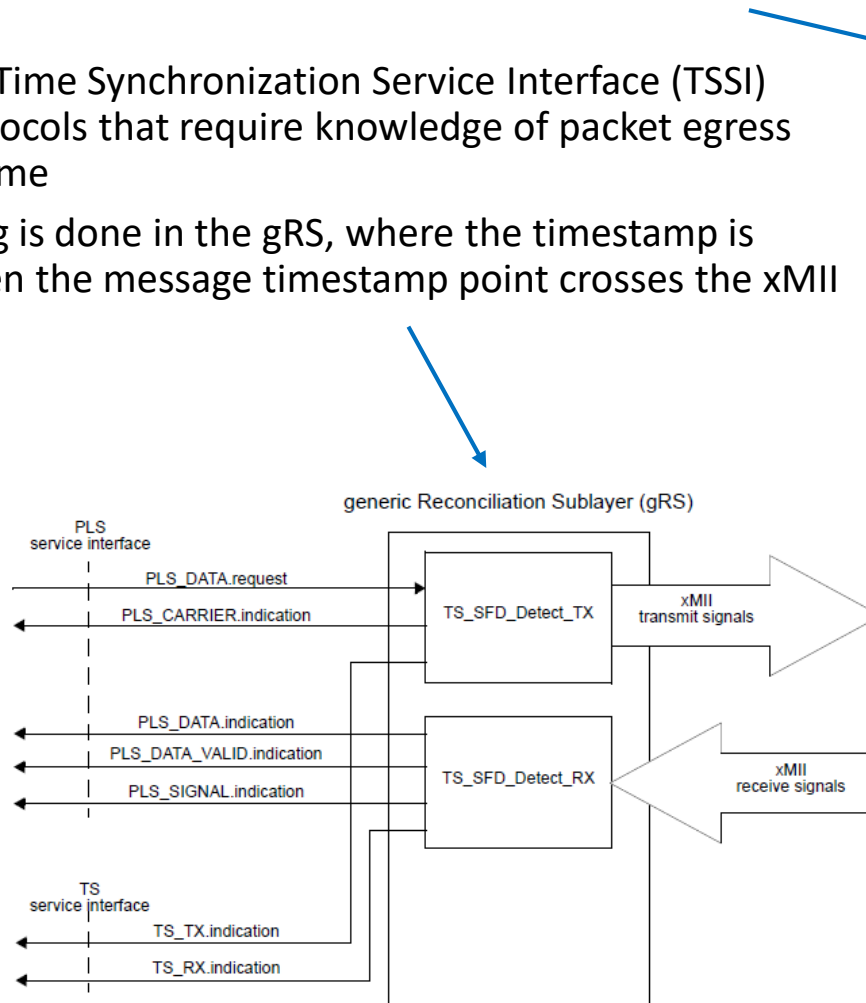 Time Synchronization Service Interface (TSSI)
ocols that require knowledge of packet egress
me
g is done in the gRS, where the timestamp is
en the message timestamp point crosses the xMII
generic Reconciliation Sublayer (gRS)
PLS
service interface
PLS_DATA.request
PLS_CARRIER.indication
TS_SFD_Detect_TX
xMII
transmit signals
PLS_DATA.indication
PLS_DATA_VALID.indication
PLS_SIGNAL.indication
TS_SFD_Detect_RX
xMII
receive signals
TS
service interface
TS_TX.indication
TS_RX.indication